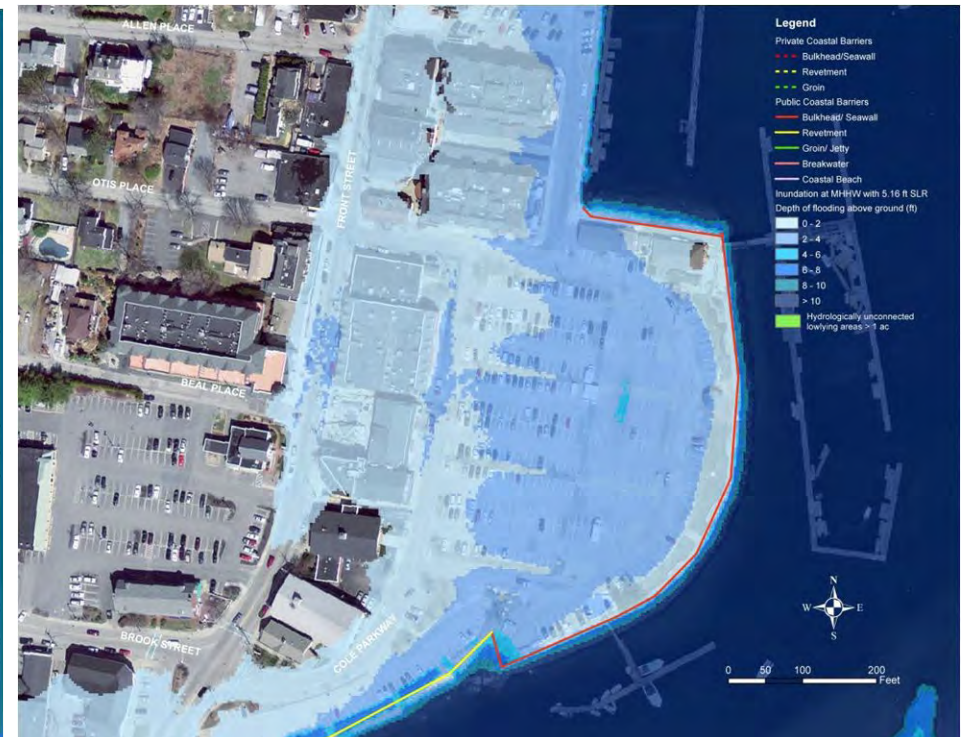 ALLEN PLACE
OTIS PLACE
FRONT STREET
BEAL PLACE
BROOK STREET
COLE PARKWAY
Legend
Private Coastal Barriers
Bulkhead/Seawall
Revetment
Groin
Public Coastal Barriers
Bulkhead/ Seawall
Revetment
Groin/ Jetty
Breakwater
Coastal Beach
Inundation at MHHW with 5.16 ft SLR
Depth of flooding above ground (ft)
0 - 2
2 - 4
4 - 6
6 - 8
8 - 10
> 10
Hydrologically unconnected
lowlying areas > 1 ac
N
W E
S
0 50 100 200
Feet